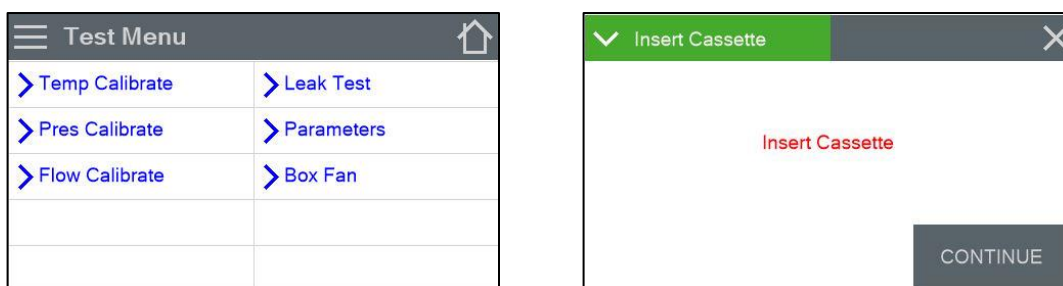 Test Menu
Temp Calibrate
Leak Test
Pres Calibrate
Parameters
Flow Calibrate
Box Fan
Insert Cassette
Insert Cassette
CONTINUE